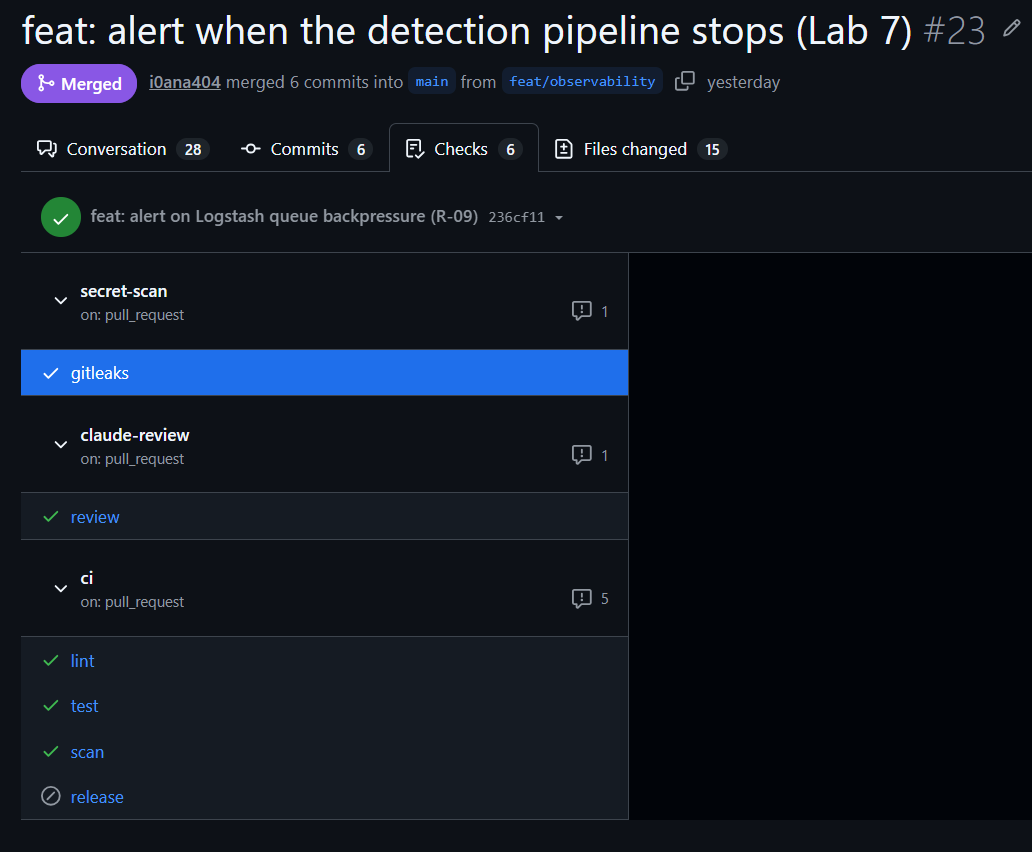 feat: alert when the detection pipeline stops (Lab 7) #23
Merged i0ana404 merged 6 commits into main from feat/observability yesterday
Conversation 28 Commits 6 Checks 6 Files changed 15
feat: alert on Logstash queue backpressure (R-09) 236cf11
secret-scan
on: pull_request
1
gitleaks
claude-review
on: pull_request
1
review
ci
on: pull_request
5
lint
test
scan
release